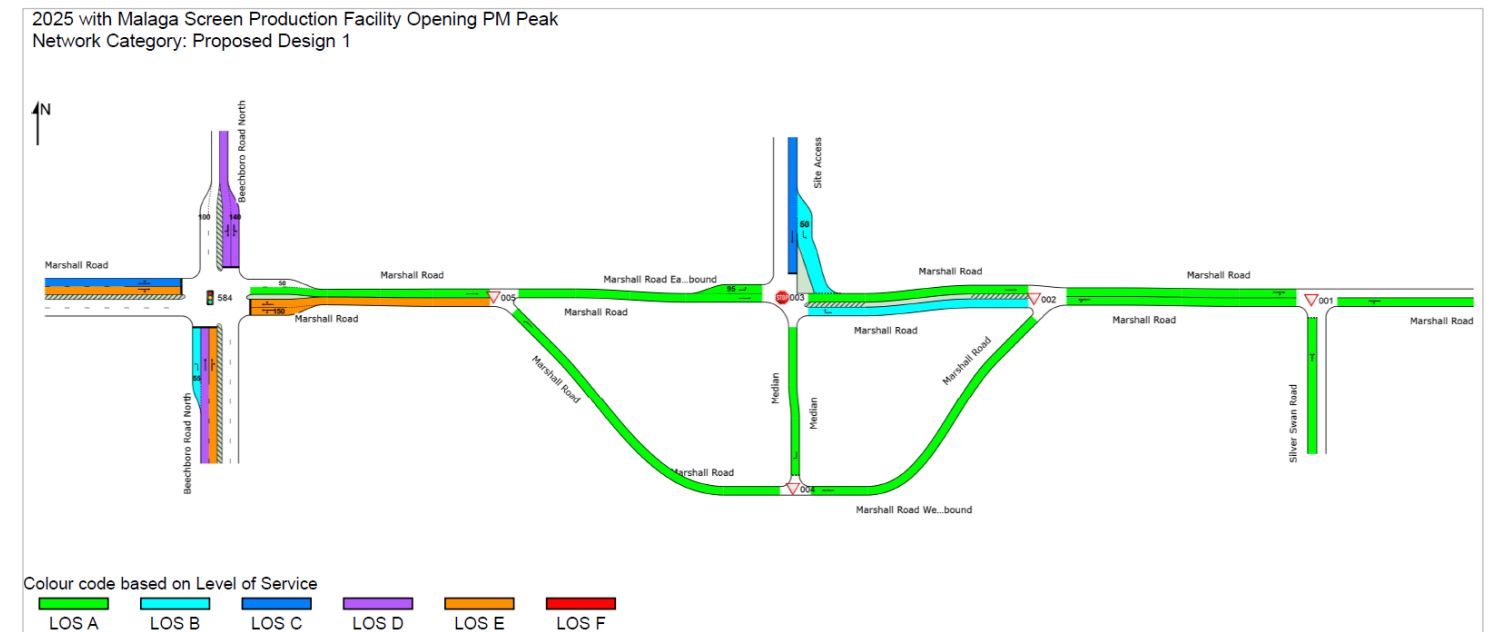 2025 with Malaga Screen Production Facility Opening PM Peak
Network Category: Proposed Design 1
N
Beechboro Road North
100
140
Marshall Road
584
50
150
Marshall Road
Marshall Road
005
Marshall Road Ea...bound
95
Marshall Road
Site Access
50
003
Marshall Road
Marshall Road
002
Marshall Road
Marshall Road
001
Marshall Road
55
Beechboro Road North
Marshall Road
Median
Median
Marshall Road
Silver Swan Road
Marshall Road
004
Marshall Road We...bound
Colour code based on Level of Service
LOS A
LOS B
LOS C
LOS D
LOS E
LOS F